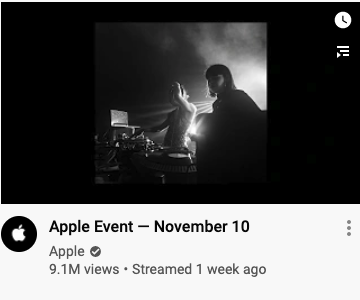 Apple Event — November 10
Apple
9.1M views • Streamed 1 week ago